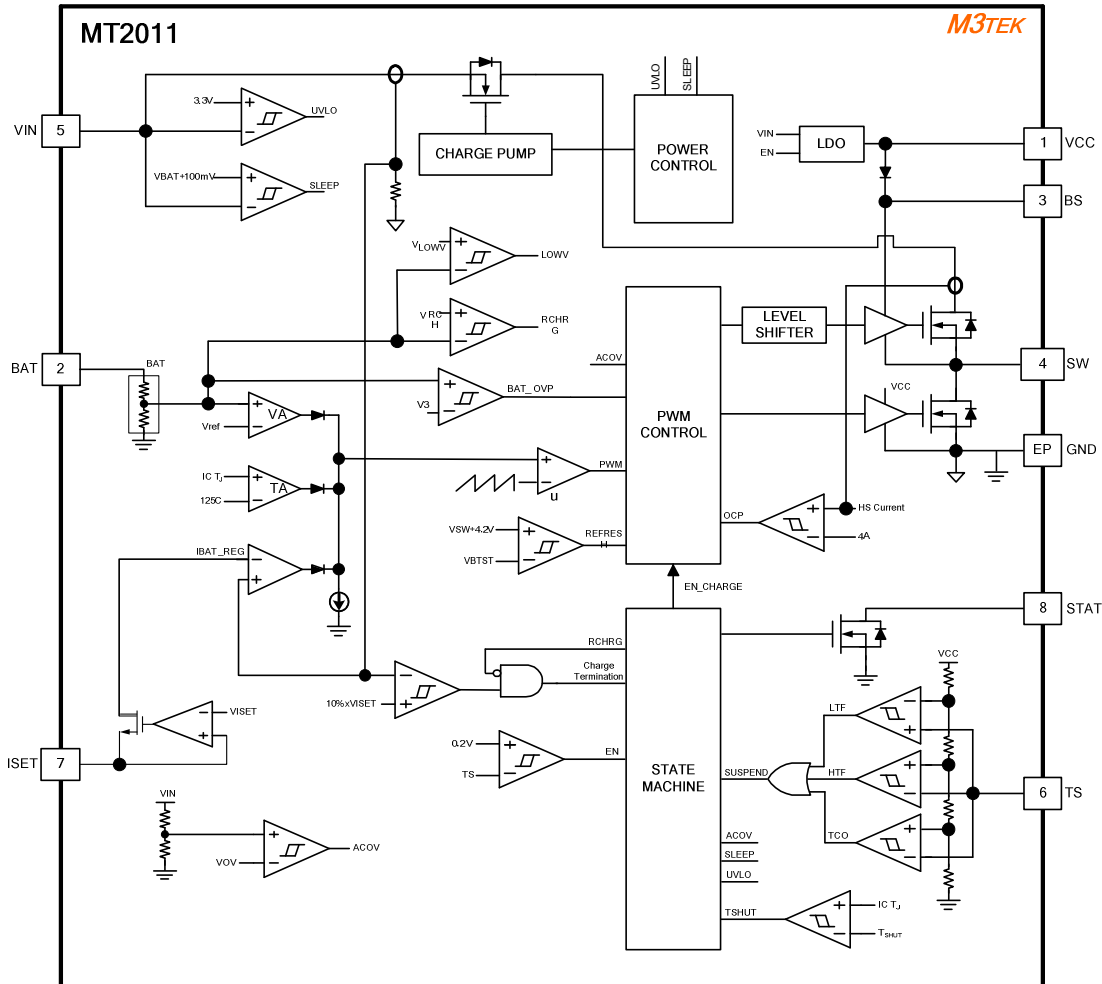 MT2011
M3TEK
3.3V
UVLO
VIN
5
VBAT+100mV
SLEEP
CHARGE PUMP
UVLO
SLEEP
POWER
CONTROL
VIN
EN
LDO
1
VCC
3
BS
VLOWV
LOWV
VRC
H
RCHR
G
LEVEL
SHIFTER
BAT
2
BAT
ACOV
4
SW
V3
BAT_OVP
VCC
Vref
VA
PWM
CONTROL
EP
GND
IC TJ
125C
TA
PWM
u
VSW+4.2V
VBTST
REFRES
H
OCP
HS Current
4A
IBAT_REG
EN_CHARGE
8
STAT
RCHRG
Charge
Termination
10%xVISET
VCC
VISET
ISET
7
0.2V
TS
EN
STATE
MACHINE
SUSPEND
LTF
HTF
TCO
6
TS
VIN
VOV
ACOV
ACOV
SLEEP
UVLO
TSHUT
IC TJ
TSHUT